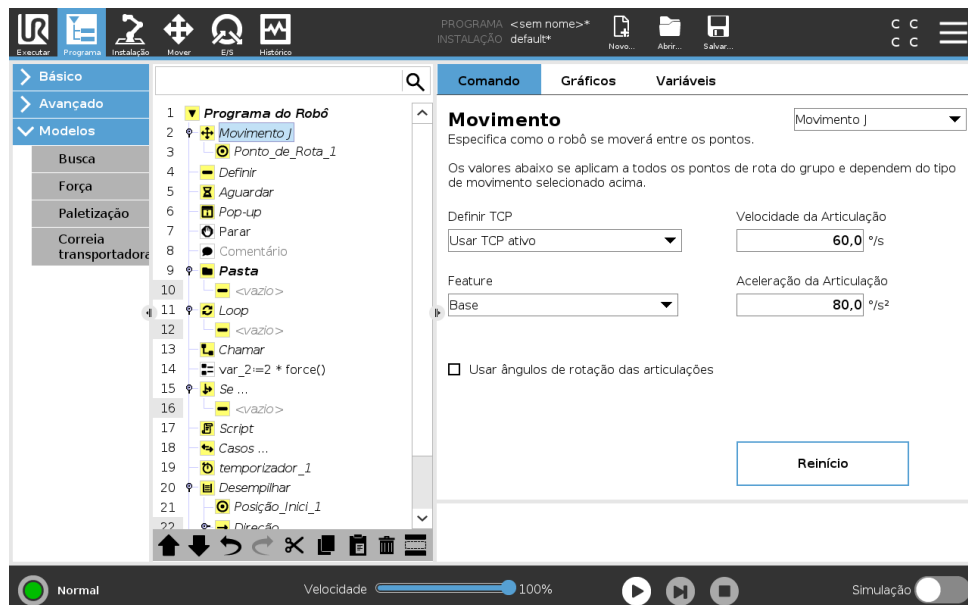 Executar
Programa
Instalação
Mover
E/S
Histórico
PROGRAMA <sem nome>*
INSTALAÇÃO default*
Novo...
Abrir...
Salvar...
C C
C C
Básico
Avançado
Modelos
Busca
Força
Paletização
Correia
transportadora
1 Programa do Robô
2 Movimento J
3 Ponto_de_Rota_1
4 Definir
5 Aguardar
6 Pop-up
7 Parar
8 Comentário
9 Pasta
10 <vazio>
11 Loop
12 <vazio>
13 Chamar
14 var_2:=2 * force()
15 Se ...
16 <vazio>
17 Script
18 Casos ...
19 temporizador_1
20 Desempilhar
21 Posição_Inici_1
22 Direção
Comando
Gráficos
Variáveis
Movimento
Movimento J
Especifica como o robô se moverá entre os pontos.
Os valores abaixo se aplicam a todos os pontos de rota do grupo e dependem do tipo
de movimento selecionado acima.
Definir TCP
Velocidade da Articulação
Usar TCP ativo
60,0 °/s
Feature
Aceleração da Articulação
Base
80,0 °/s²
Usar ângulos de rotação das articulações
Reinício
Normal
Velocidade
100%
Simulação